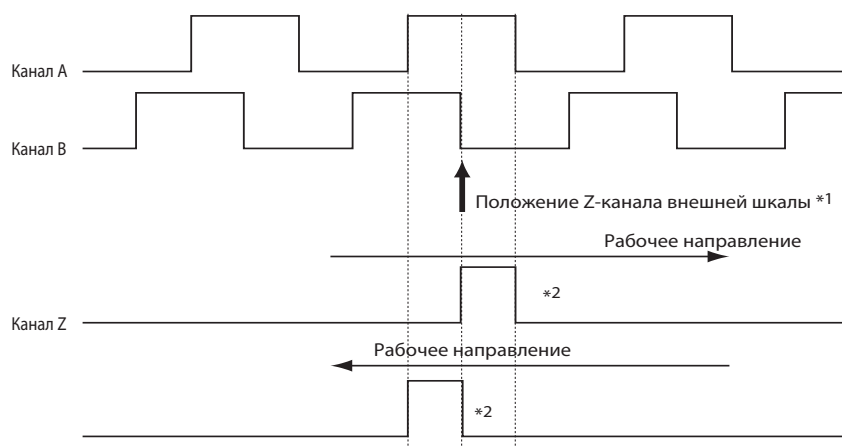 Канал A
Канал B
Положение Z-канала внешней шкалы *1
Рабочее направление
*2
Канал Z
Рабочее направление
*2